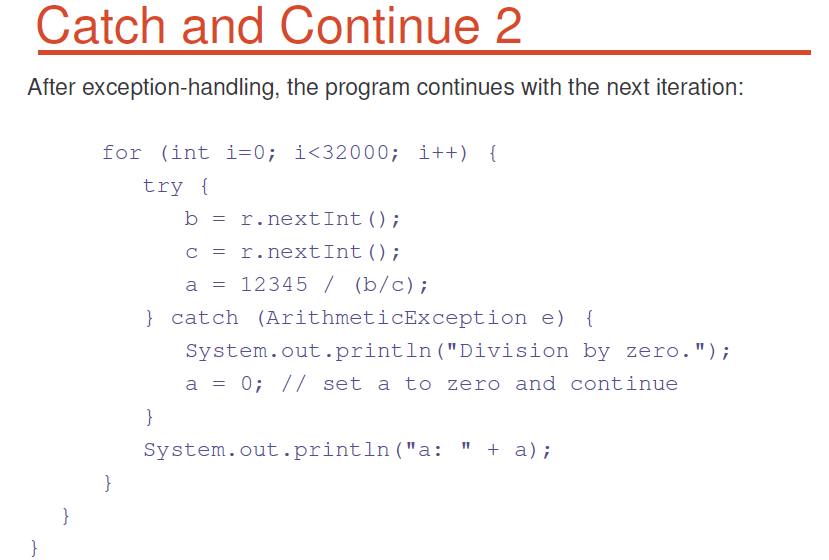 Catch and Continue 2
After exception-handling, the program continues with the next iteration:
for (int i=0; i<32000; i++) {
try {
b = r.nextInt();
c = r.nextInt();
a = 12345 / (b/c);
} catch (ArithmeticException e) {
System.out.println("Division by zero.");
a = 0; // set a to zero and continue
}
System.out.println("a: " + a);
}
}
}